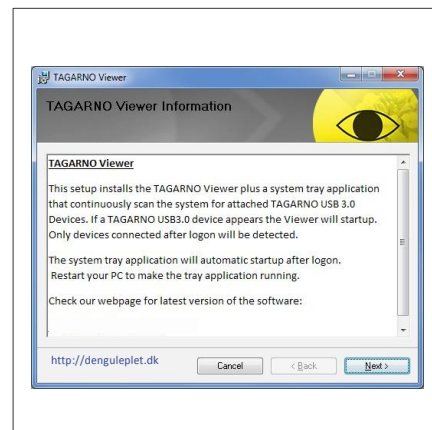 TAGARNO Viewer
TAGARNO Viewer Information
TAGARNO Viewer
This setup installs the TAGARNO Viewer plus a system tray application
that continuously scan the system for attached TAGARNO USB 3.0
Devices. If a TAGARNO USB3.0 device appears the Viewer will startup.
Only devices connected after logon will be detected.
The system tray application will automatic startup after logon.
Restart your PC to make the tray application running.
Check our webpage for latest version of the software:
http://denguleplet.dk
Cancel
< Back
Next >